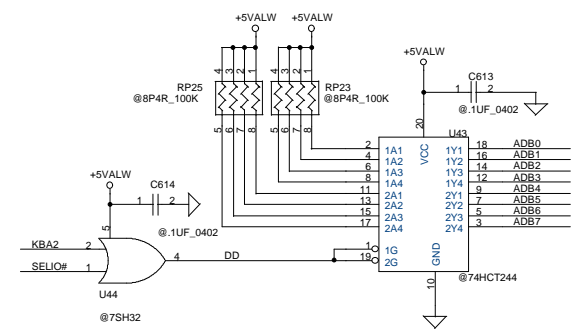 +5VALW
+5VALW
4 3 2 1
4 3 2 1
RP25
@8P4R_100K
RP23
@8P4R_100K
5 6 7 8
5 6 7 8
+5VALW
C613
1 2
@.1UF_0402
20
U43
VCC
2 1A1 1Y1 18 ADB0
4 1A2 1Y2 16 ADB1
6 1A3 1Y3 14 ADB2
8 1A4 1Y4 12 ADB3
11 2A1 2Y1 9 ADB4
13 2A2 2Y2 7 ADB5
15 2A3 2Y3 5 ADB6
17 2A4 2Y4 3 ADB7
1 1G
19 2G
GND
10
@74HCT244
+5VALW
C614
1 2
@.1UF_0402
5
KBA2 2
SELIO# 1
4 DD
U44
@7SH32